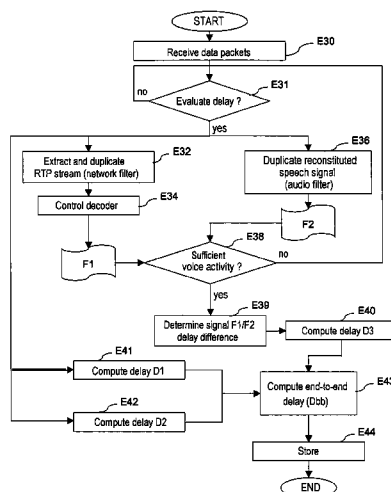 START
Receive data packets
E30
E31
no
Evaluate delay ?
yes
E32
E36
Extract and duplicate
RTP stream (network filter)
Duplicate reconstituted
speech signal
(audio filter)
E34
Control decoder
F2
E38
F1
Sufficient
voice activity ?
no
yes
E39
E40
Determine signal F1/F2
delay difference
Compute delay D3
E41
Compute delay D1
E43
Compute end-to-end
delay (Dbb)
E42
Compute delay D2
E44
Store
END